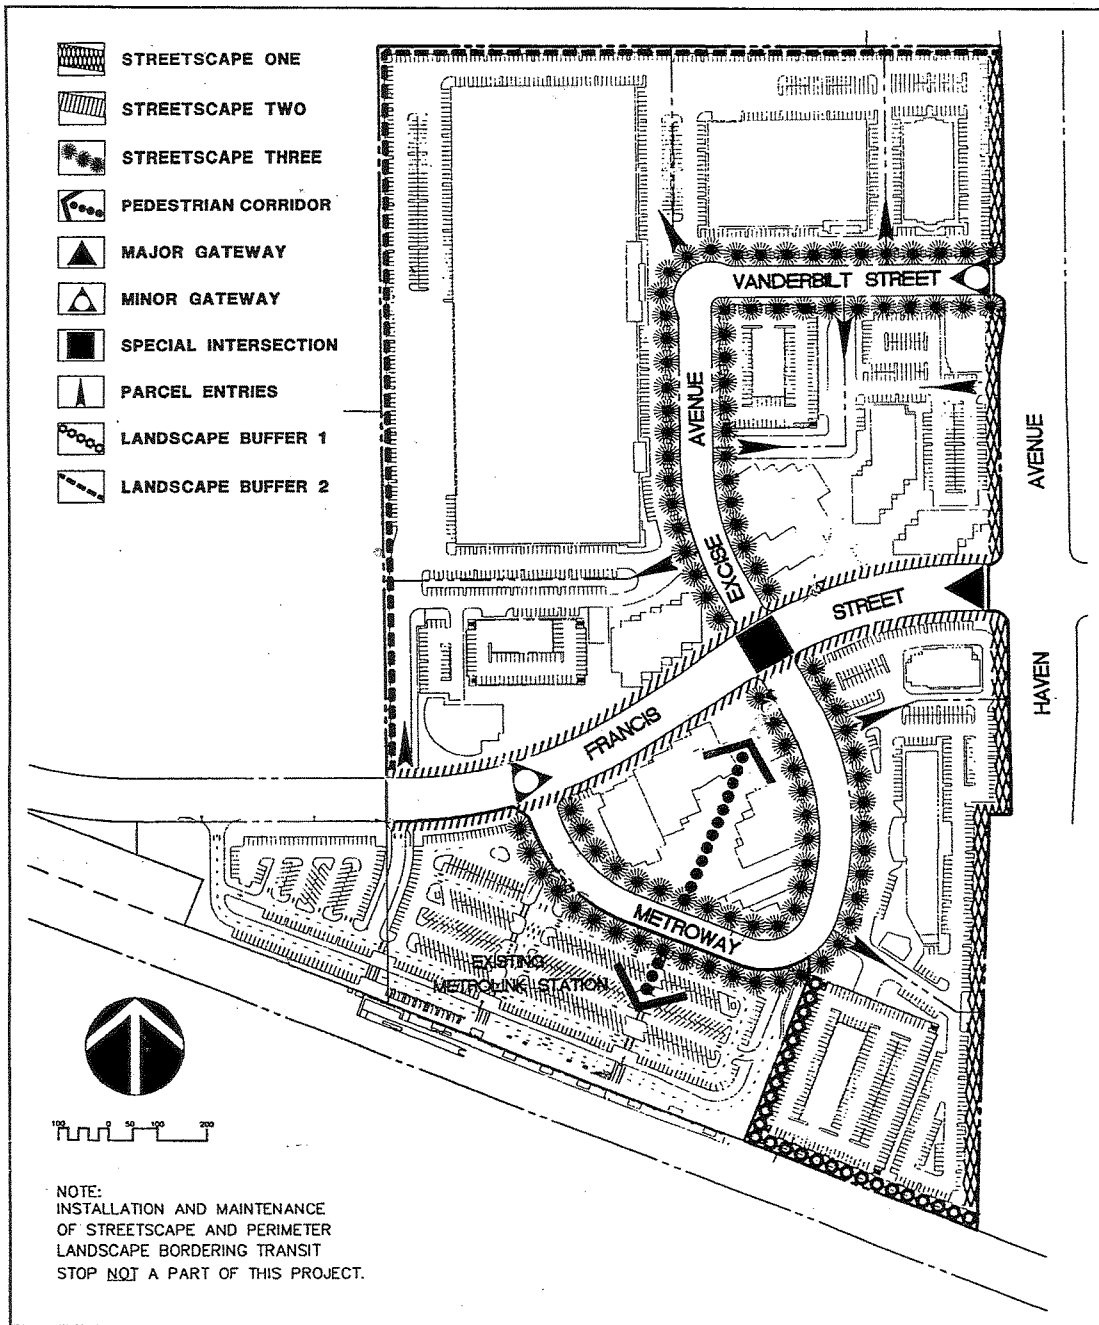 STREETSCAPE ONE
STREETSCAPE TWO
STREETSCAPE THREE
PEDESTRIAN CORRIDOR
MAJOR GATEWAY
MINOR GATEWAY
SPECIAL INTERSECTION
PARCEL ENTRIES
LANDSCAPE BUFFER 1
LANDSCAPE BUFFER 2
VANDERBILT STREET
EXCISE AVENUE
HAVEN AVENUE
FRANCIS STREET
METROWAY
EXISTING
METROLINK STATION
100 0 50 100 200
NOTE:
INSTALLATION AND MAINTENANCE
OF STREETSCAPE AND PERIMETER
LANDSCAPE BORDERING TRANSIT
STOP NOT A PART OF THIS PROJECT.